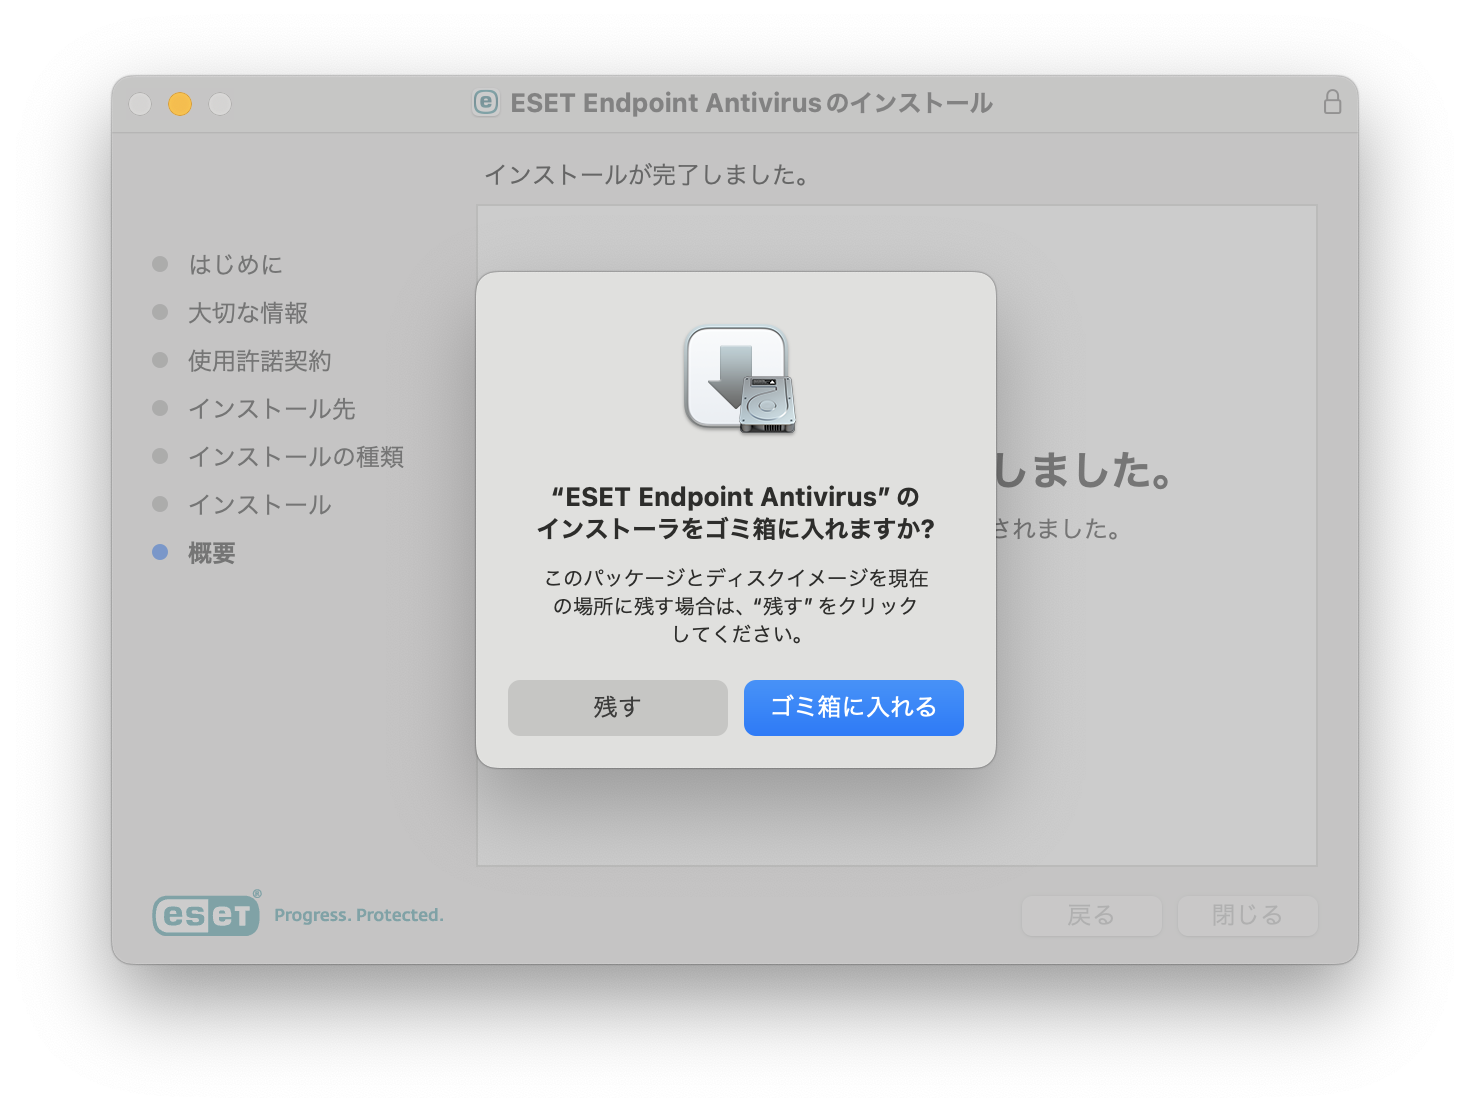 ESET Endpoint Antivirusのインストール
インストールが完了しました。
はじめに
大切な情報
使用許諾契約
インストール先
インストールの種類
インストール
概要
しました。
されました。
“ESET Endpoint Antivirus” の
インストーラをゴミ箱に入れますか?
このパッケージとディスクイメージを現在
の場所に残す場合は、“残す” をクリック
してください。
残す
ゴミ箱に入れる
eseT® Progress. Protected.
戻る
閉じる